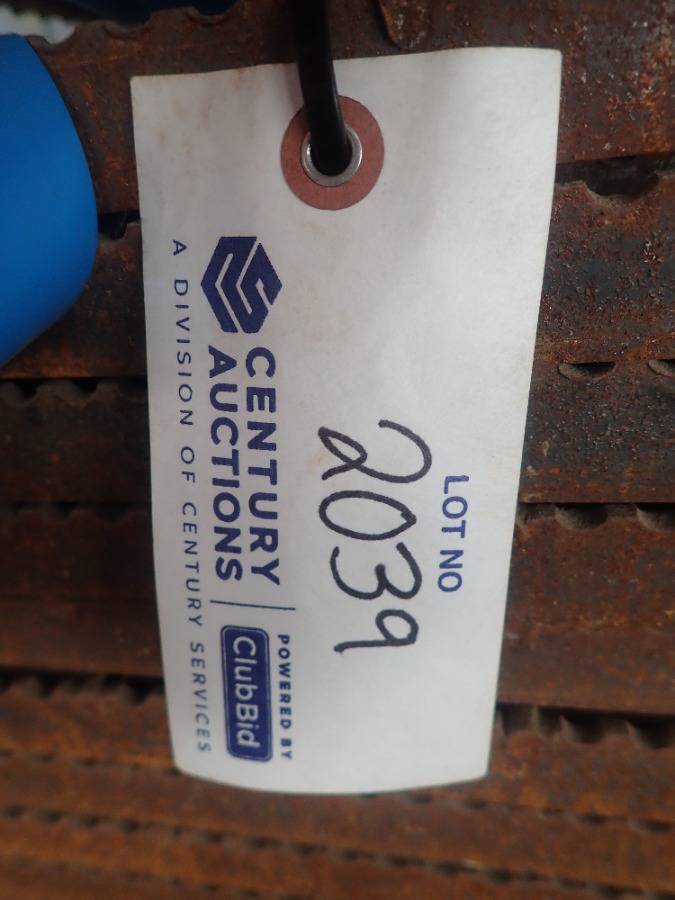 LOT NO
2039
CENTURY
AUCTIONS
POWERED BY
ClubBid
A DIVISION OF CENTURY SERVICES